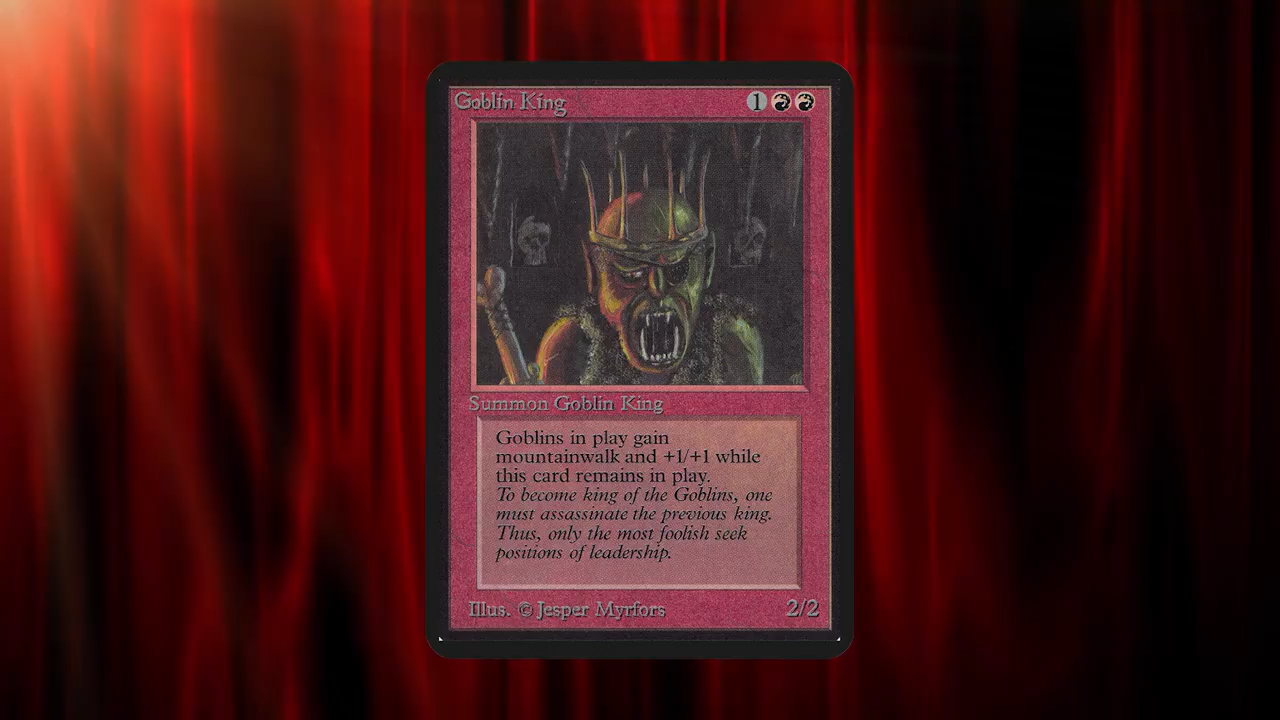 Goblin King 1
Summon Goblin King
Goblins in play gain
mountainwalk and +1/+1 while
this card remains in play.
To become king of the Goblins, one
must assassinate the previous king.
Thus, only the most foolish seek
positions of leadership.
Illus. © Jesper Myrfors 2/2